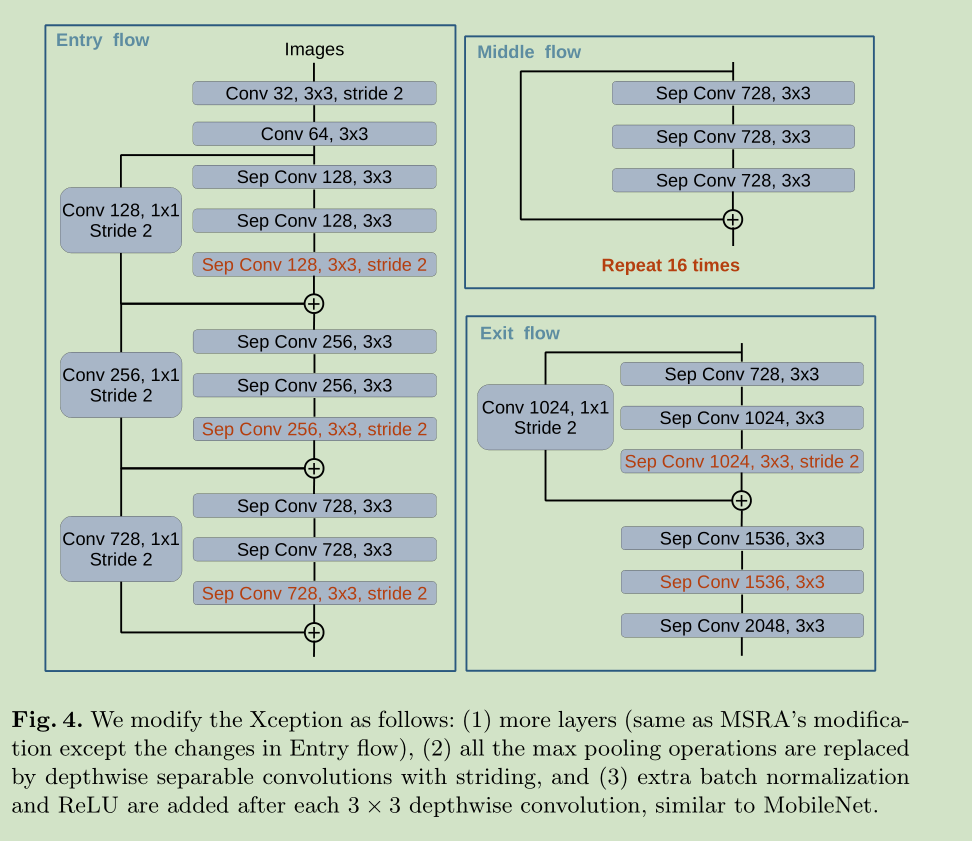 Entry flow
Images
Conv 32, 3x3, stride 2
Conv 64, 3x3
Sep Conv 128, 3x3
Conv 128, 1x1
Stride 2
Sep Conv 128, 3x3
Sep Conv 128, 3x3, stride 2
Sep Conv 256, 3x3
Conv 256, 1x1
Stride 2
Sep Conv 256, 3x3
Sep Conv 256, 3x3, stride 2
Sep Conv 728, 3x3
Conv 728, 1x1
Stride 2
Sep Conv 728, 3x3
Sep Conv 728, 3x3, stride 2
Middle flow
Sep Conv 728, 3x3
Sep Conv 728, 3x3
Sep Conv 728, 3x3
Repeat 16 times
Exit flow
Sep Conv 728, 3x3
Conv 1024, 1x1
Stride 2
Sep Conv 1024, 3x3
Sep Conv 1024, 3x3, stride 2
Sep Conv 1536, 3x3
Sep Conv 1536, 3x3
Sep Conv 2048, 3x3
Fig. 4. We modify the Xception as follows: (1) more layers (same as MSRA's modifica-
tion except the changes in Entry flow), (2) all the max pooling operations are replaced
by depthwise separable convolutions with striding, and (3) extra batch normalization
and ReLU are added after each 3 × 3 depthwise convolution, similar to MobileNet.